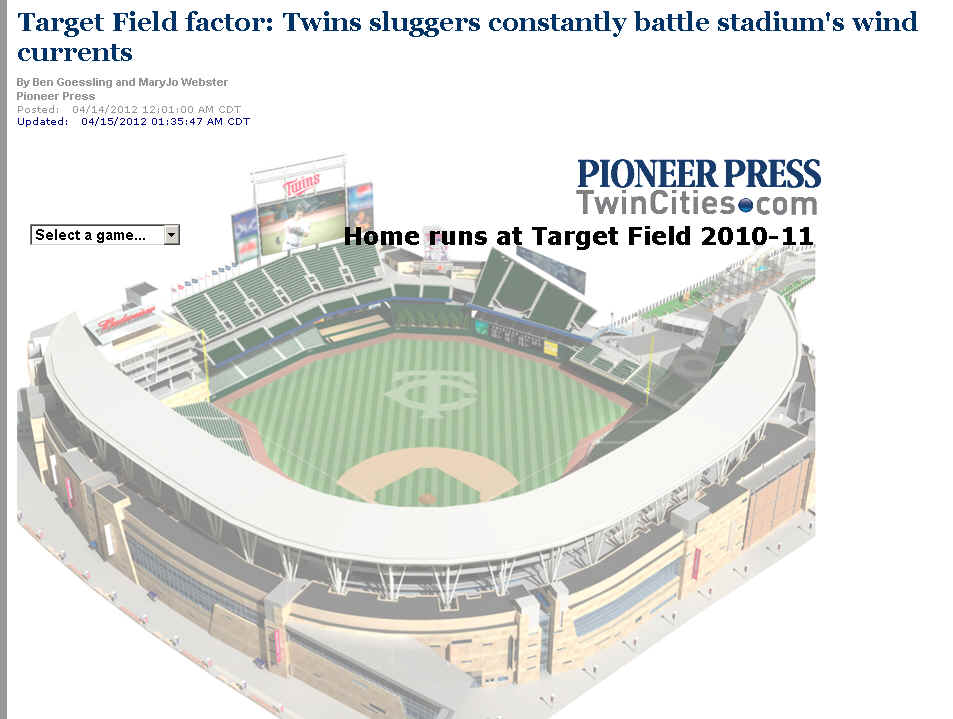 Target Field factor: Twins sluggers constantly battle stadium's wind
currents
By Ben Goessling and MaryJo Webster
Pioneer Press
Posted: 04/14/2012 12:01:00 AM CDT
Updated: 04/15/2012 01:35:47 AM CDT
PIONEER PRESS
TwinCities.com
Twins
Select a game...
Home runs at Target Field 2010-11
Budweiser
TC